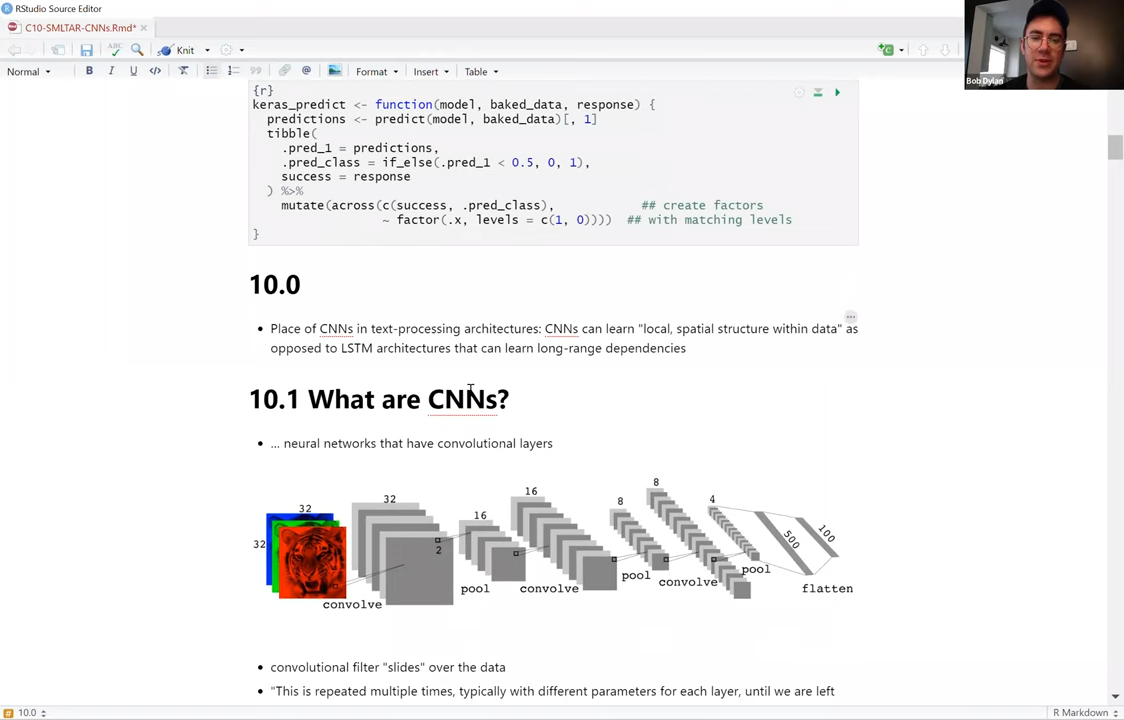 RStudio Source Editor
C10-SMLTAR-CNNs.Rmd*
ABC
Knit
Normal
B
I
U
Format
Insert
Table
Bob Dylan
{r}
keras_predict <- function(model, baked_data, response) {
predictions <- predict(model, baked_data)[, 1]
tibble(
.pred_1 = predictions,
.pred_class = if_else(.pred_1 < 0.5, 0, 1),
success = response
) %>%
mutate(across(c(success, .pred_class), ## create factors
~ factor(.x, levels = c(1, 0)))) ## with matching levels
}
10.0
• Place of CNNs in text-processing architectures: CNNs can learn "local, spatial structure within data" as
opposed to LSTM architectures that can learn long-range dependencies
10.1 What are CNNs?
• ... neural networks that have convolutional layers
32
32
32
2
convolve
16
pool
16
convolve
8
pool
8
convolve
4
pool
500
100
flatten
• convolutional filter "slides" over the data
• "This is repeated multiple times, typically with different parameters for each layer, until we are left
# 10.0
R Markdown